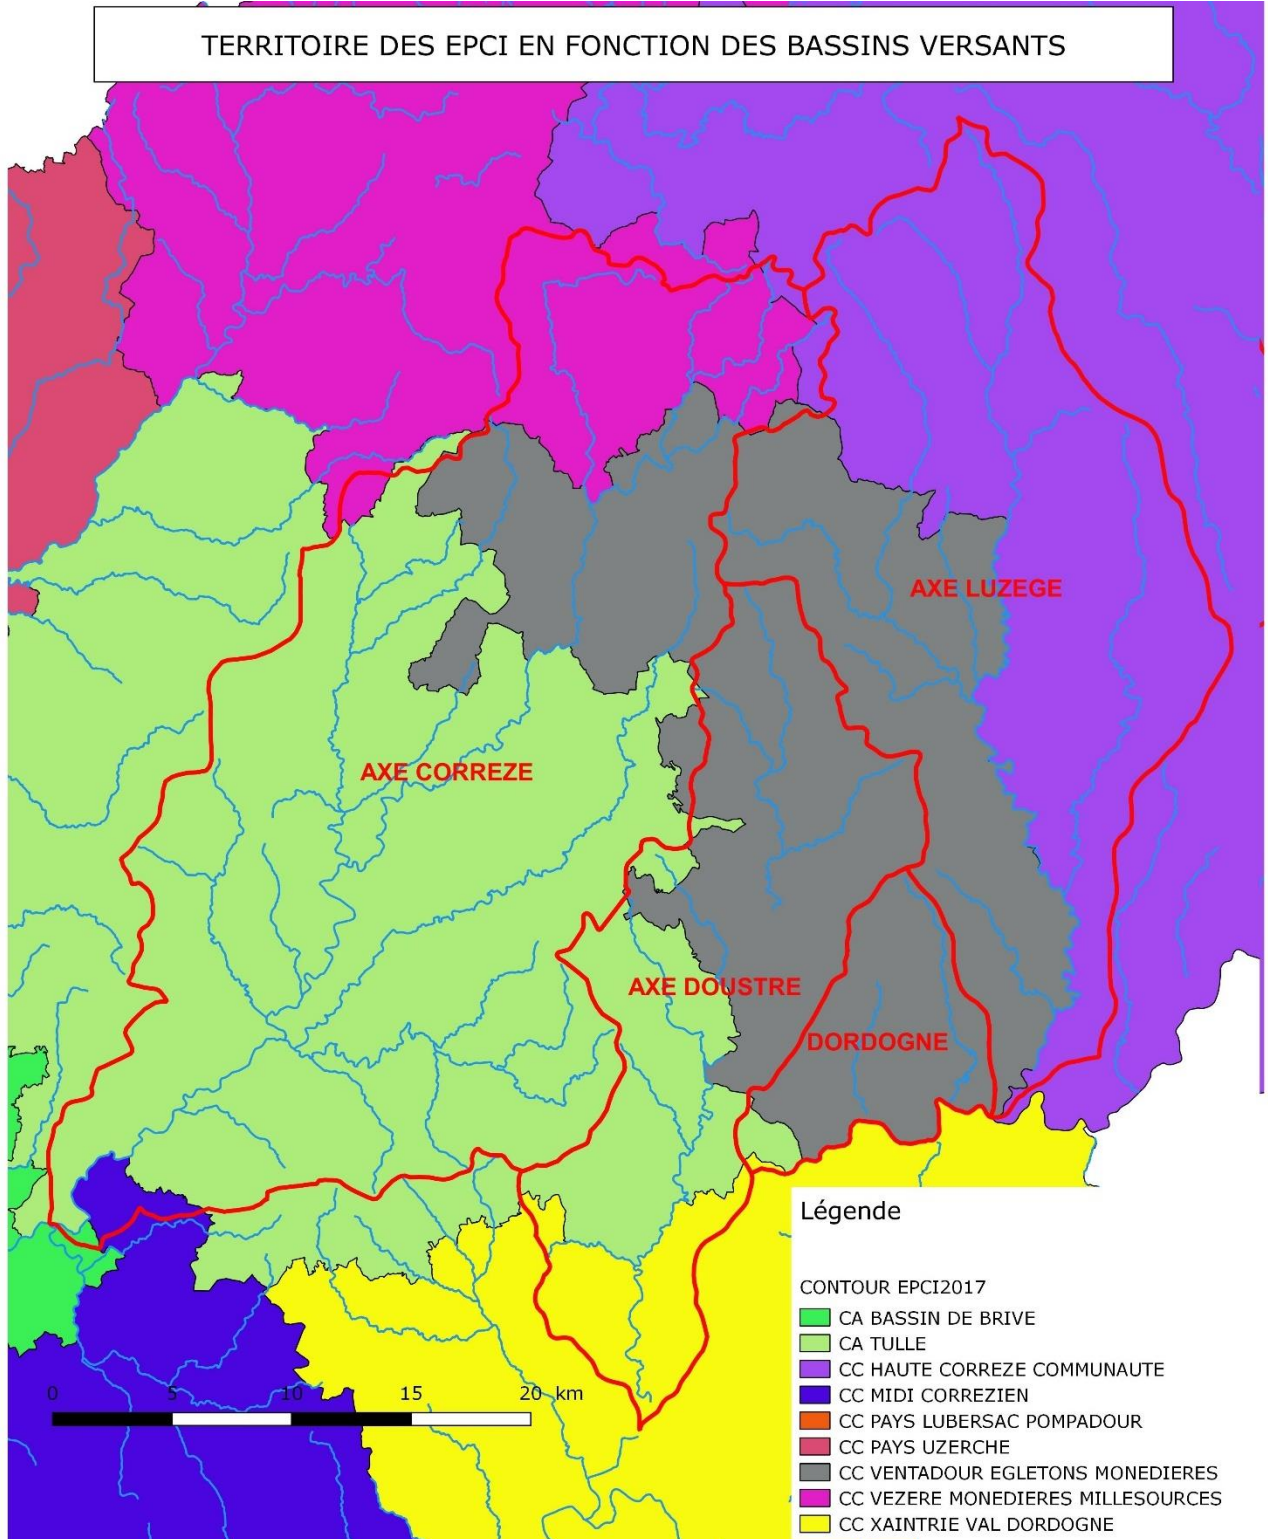 TERRITOIRE DES EPCI EN FONCTION DES BASSINS VERSANTS
AXE LUZEGE
AXE CORREZE
AXE DOUSTRE
DORDOGNE
Légende
CONTOUR EPCI2017
CA BASSIN DE BRIVE
CA TULLE
CC HAUTE CORREZE COMMUNAUTE
CC MIDI CORREZIEN
CC PAYS LUBERSAC POMPADOUR
CC PAYS UZERCHE
CC VENTADOUR EGLETONS MONEDIERES
CC VEZERE MONEDIERES MILLESOURCES
CC XAINTRIE VAL DORDOGNE
0 5 10 15 20 km